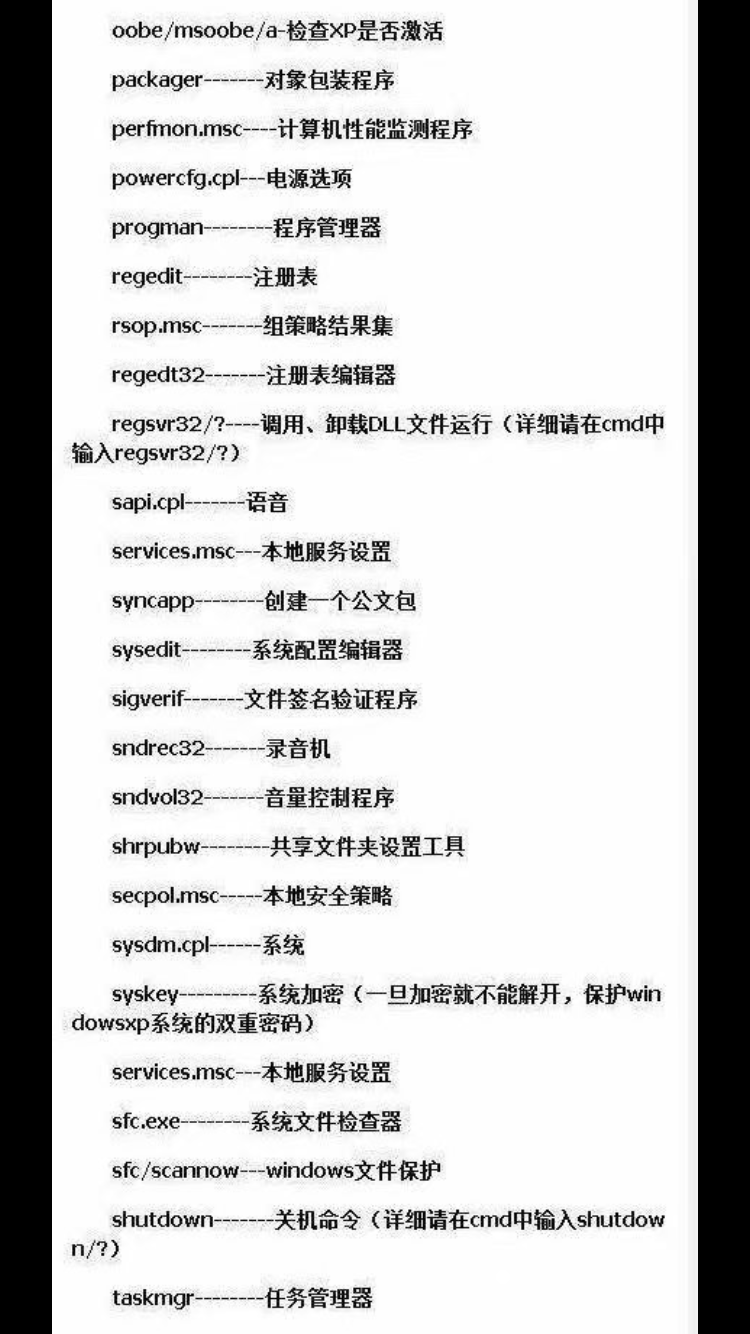 oobe/msoobe/a-检查XP是否激活
packager-------对象包装程序
perfmon.msc----计算机性能监测程序
powercfg.cpl---电源选项
progman--------程序管理器
regedit--------注册表
rsop.msc-------组策略结果集
regedt32-------注册表编辑器
regsvr32/?----调用、卸载DLL文件运行（详细请在cmd中
输入regsvr32/?）
sapi.cpl-------语音
services.msc---本地服务设置
syncapp--------创建一个公文包
sysedit--------系统配置编辑器
sigverif-------文件签名验证程序
sndrec32-------录音机
sndvol32-------音量控制程序
shrpubw--------共享文件夹设置工具
secpol.msc-----本地安全策略
sysdm.cpl------系统
syskey---------系统加密（一旦加密就不能解开，保护win
dowsxp系统的双重密码）
services.msc---本地服务设置
sfc.exe--------系统文件检查器
sfc/scannow---windows文件保护
shutdown-------关机命令（详细请在cmd中输入shutdow
n/?）
taskmgr--------任务管理器